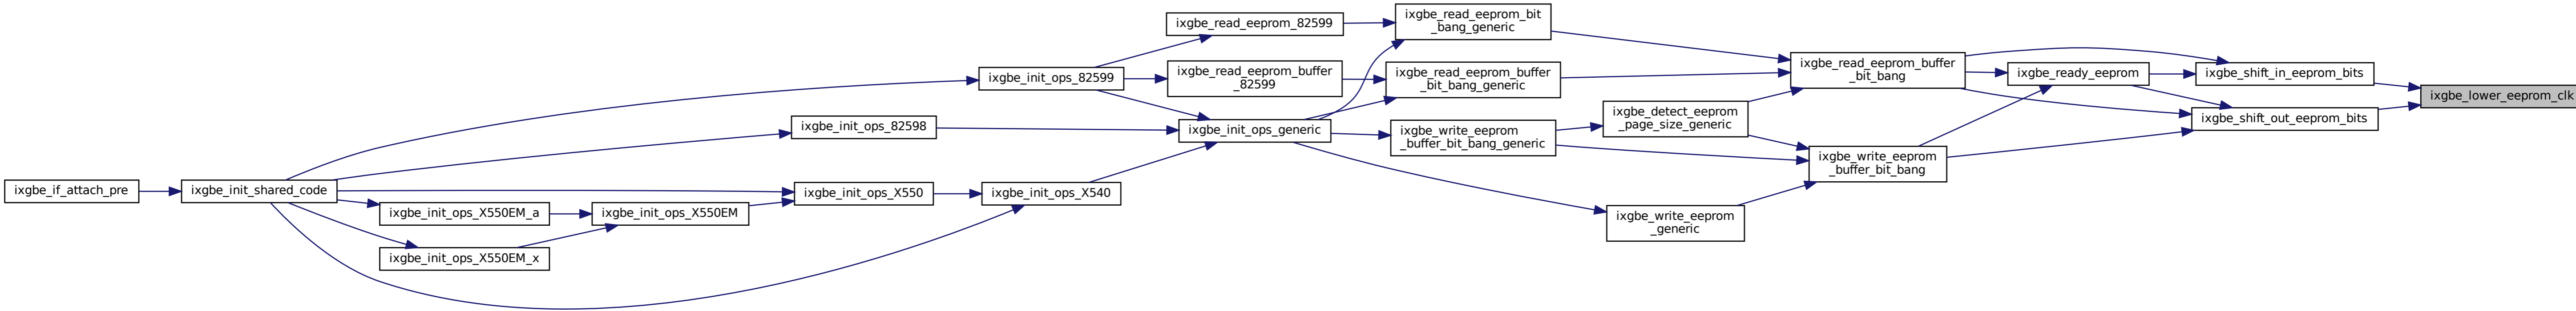 ixgbe_if_attach_pre
ixgbe_init_shared_code
ixgbe_init_ops_X550EM_a
ixgbe_init_ops_X550EM_x
ixgbe_init_ops_X550EM
ixgbe_init_ops_82598
ixgbe_init_ops_X550
ixgbe_init_ops_82599
ixgbe_init_ops_X540
ixgbe_read_eeprom_82599
ixgbe_read_eeprom_buffer
_82599
ixgbe_init_ops_generic
ixgbe_read_eeprom_bit
_bang_generic
ixgbe_read_eeprom_buffer
_bit_bang_generic
ixgbe_write_eeprom
_buffer_bit_bang_generic
ixgbe_detect_eeprom
_page_size_generic
ixgbe_write_eeprom
_generic
ixgbe_read_eeprom_buffer
_bit_bang
ixgbe_write_eeprom
_buffer_bit_bang
ixgbe_ready_eeprom
ixgbe_shift_in_eeprom_bits
ixgbe_shift_out_eeprom_bits
ixgbe_lower_eeprom_clk